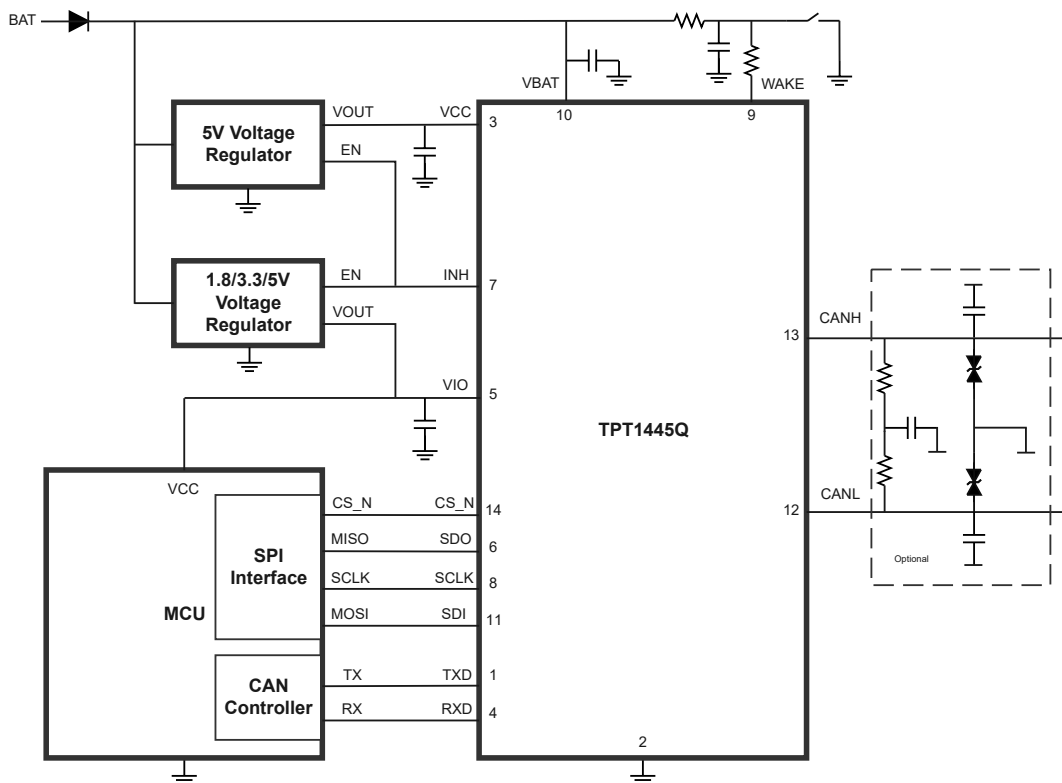 BAT
VBAT
WAKE
10
9
5V Voltage
Regulator
VOUT
VCC
3
EN
1.8/3.3/5V
Voltage
Regulator
EN
INH
7
VOUT
VIO
5
TPT1445Q
13
CANH
12
CANL
Optional
VCC
MCU
SPI
Interface
CS_N
CS_N
14
MISO
SDO
6
SCLK
SCLK
8
MOSI
SDI
11
CAN
Controller
TX
TXD
1
RX
RXD
4
2